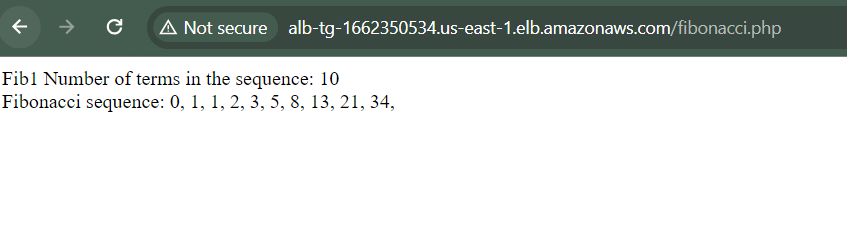 Not secure alb-tg-1662350534.us-east-1.elb.amazonaws.com/fibonacci.php
Fib1 Number of terms in the sequence: 10
Fibonacci sequence: 0, 1, 1, 2, 3, 5, 8, 13, 21, 34,